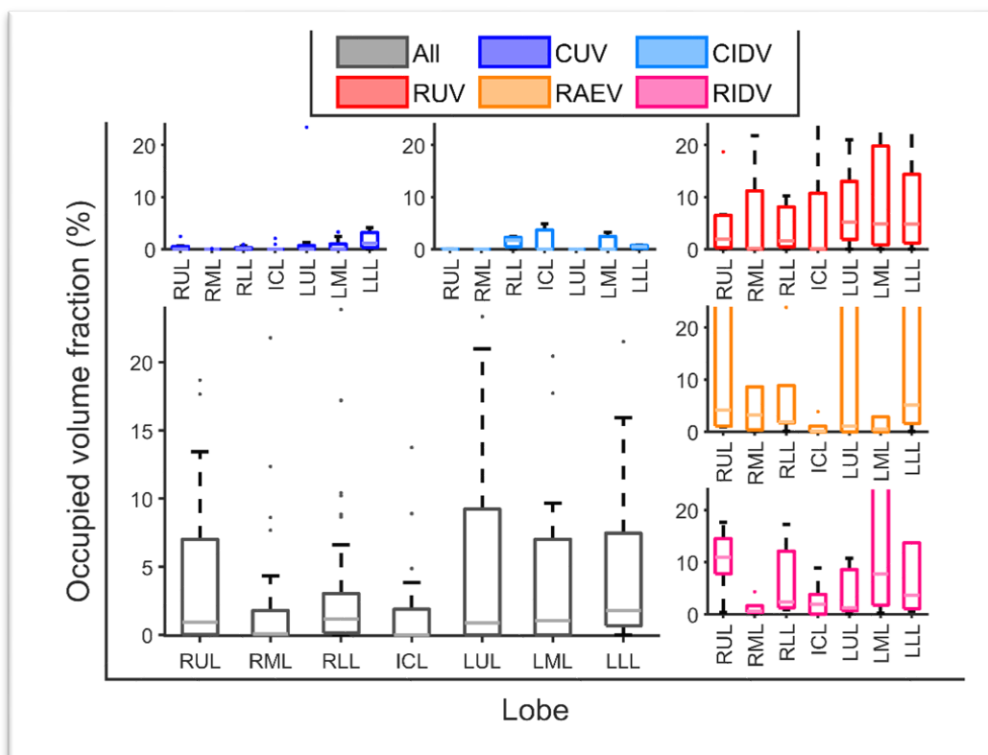 All CUV CIDV
RUV RAEV RIDV
Occupied volume fraction (%)
20
10
0
RUL RML RLL ICL LUL LML LLL
RUL RML RLL ICL LUL LML LLL
20
10
0
RUL RML RLL ICL LUL LML LLL
20
10
0
RUL RML RLL ICL LUL LML LLL
20
10
0
20
15
10
5
0
RUL RML RLL ICL LUL LML LLL
20
10
0
RUL RML RLL ICL LUL LML LLL
Lobe